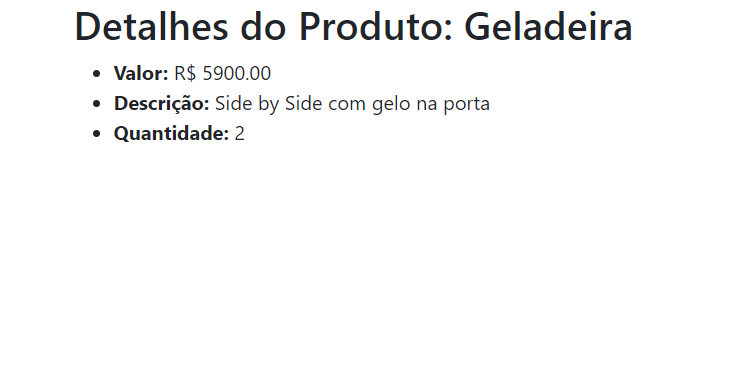 Detalhes do Produto: Geladeira
• Valor: R$ 5900.00
• Descrição: Side by Side com gelo na porta
• Quantidade: 2